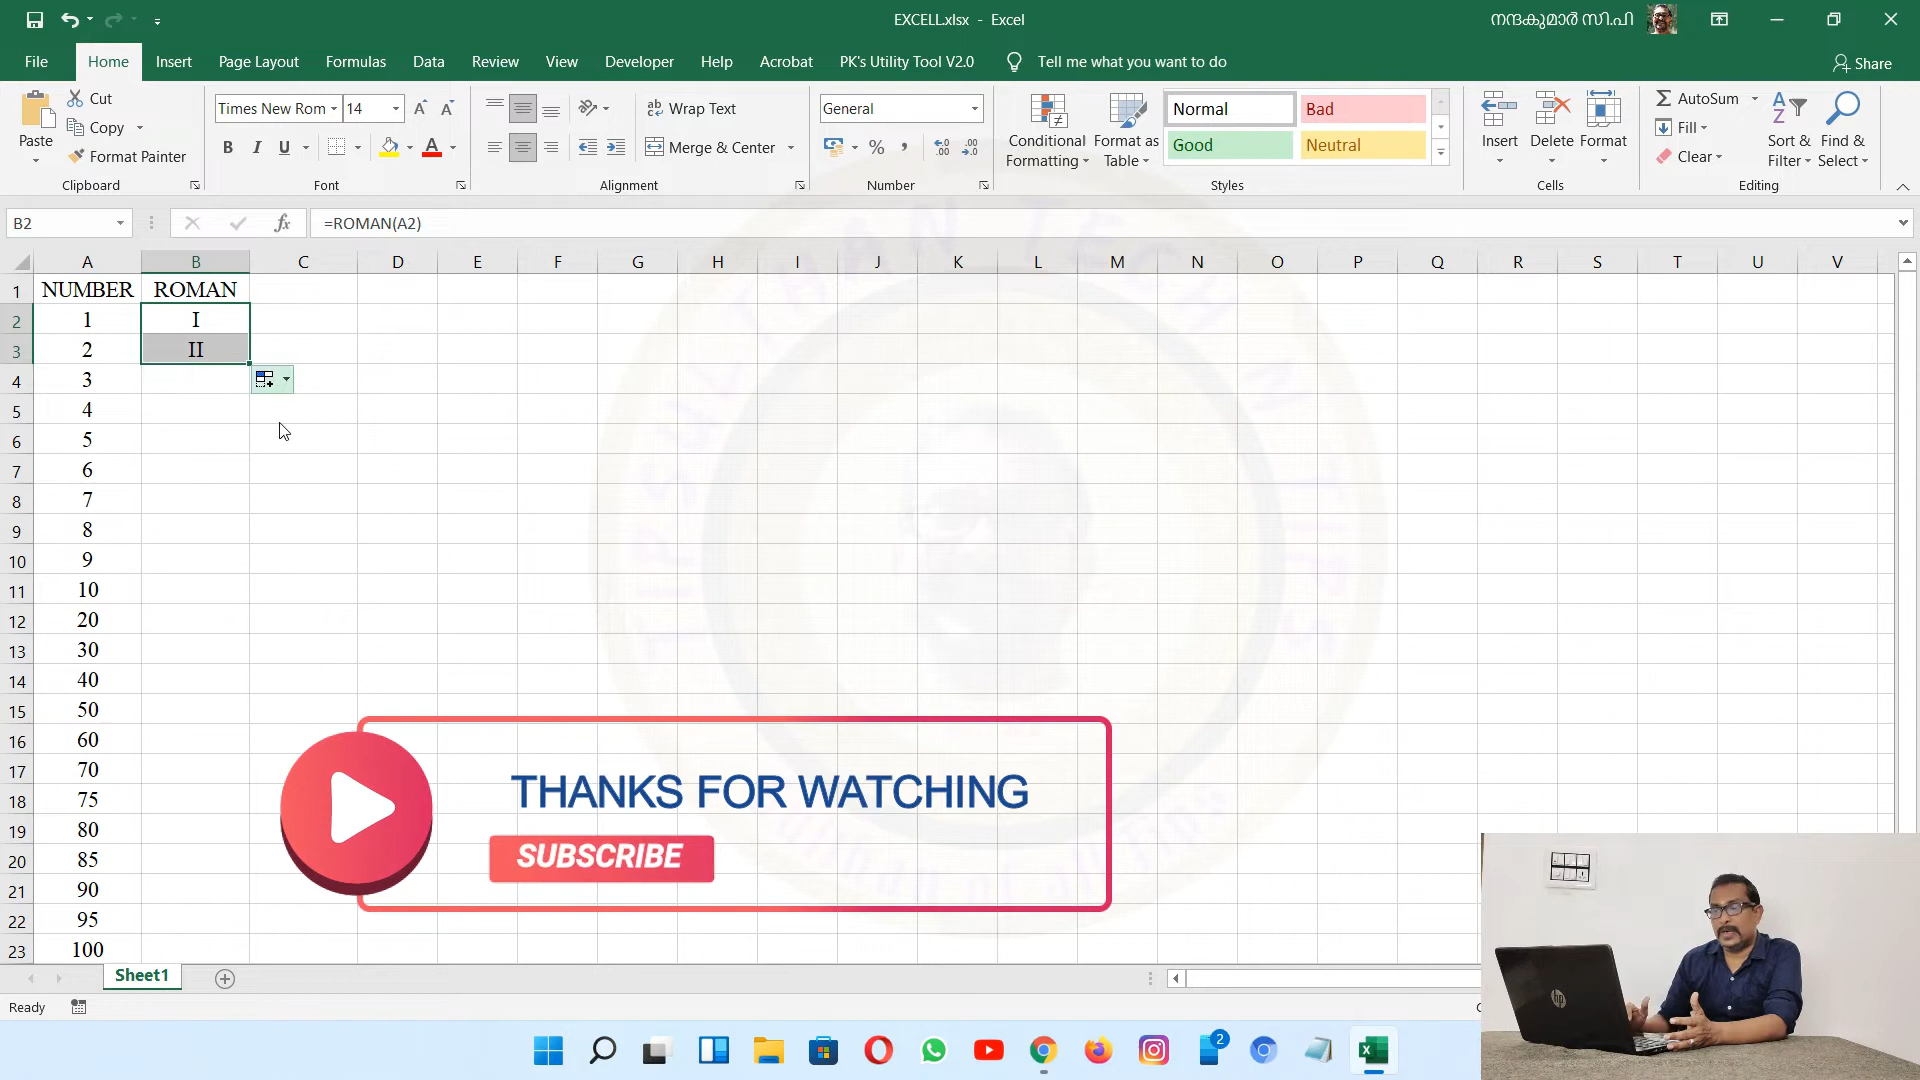 EXCELL.xlsx - Excel
നന്ദകുമാർ സി.പി
File Home Insert Page Layout Formulas Data Review View Developer Help Acrobat PK's Utility Tool V2.0 Tell me what you want to do Share
Paste
Cut
Copy
Format Painter
Clipboard
Times New Rom 14
B I U
Font
Wrap Text
Merge & Center
Alignment
General
Number
Conditional Formatting
Format as Table
Normal Bad
Good Neutral
Styles
Insert Delete Format
Cells
AutoSum
Fill
Clear
Sort & Filter
Find & Select
Editing
B2 fx =ROMAN(A2)
A B C D E F G H I J K L M N O P Q R S T U V
1 NUMBER ROMAN
2 1 I
3 2 II
4 3
5 4
6 5
7 6
8 7
9 8
10 9
11 10
12 20
13 30
14 40
15 50
16 60
17 70
18 75
19 80
20 85
21 90
22 95
23 100
TIRSULTHAN TECH N TIPS
THANKS FOR WATCHING
SUBSCRIBE
Sheet1
Ready
2
hp